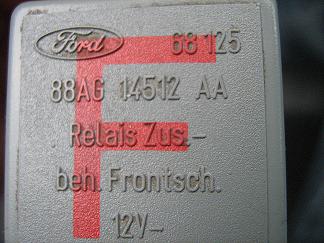 Ford 68 125
88AG 14512 AA
Relais Zus.-
beh. Frontsch.
12V-
F